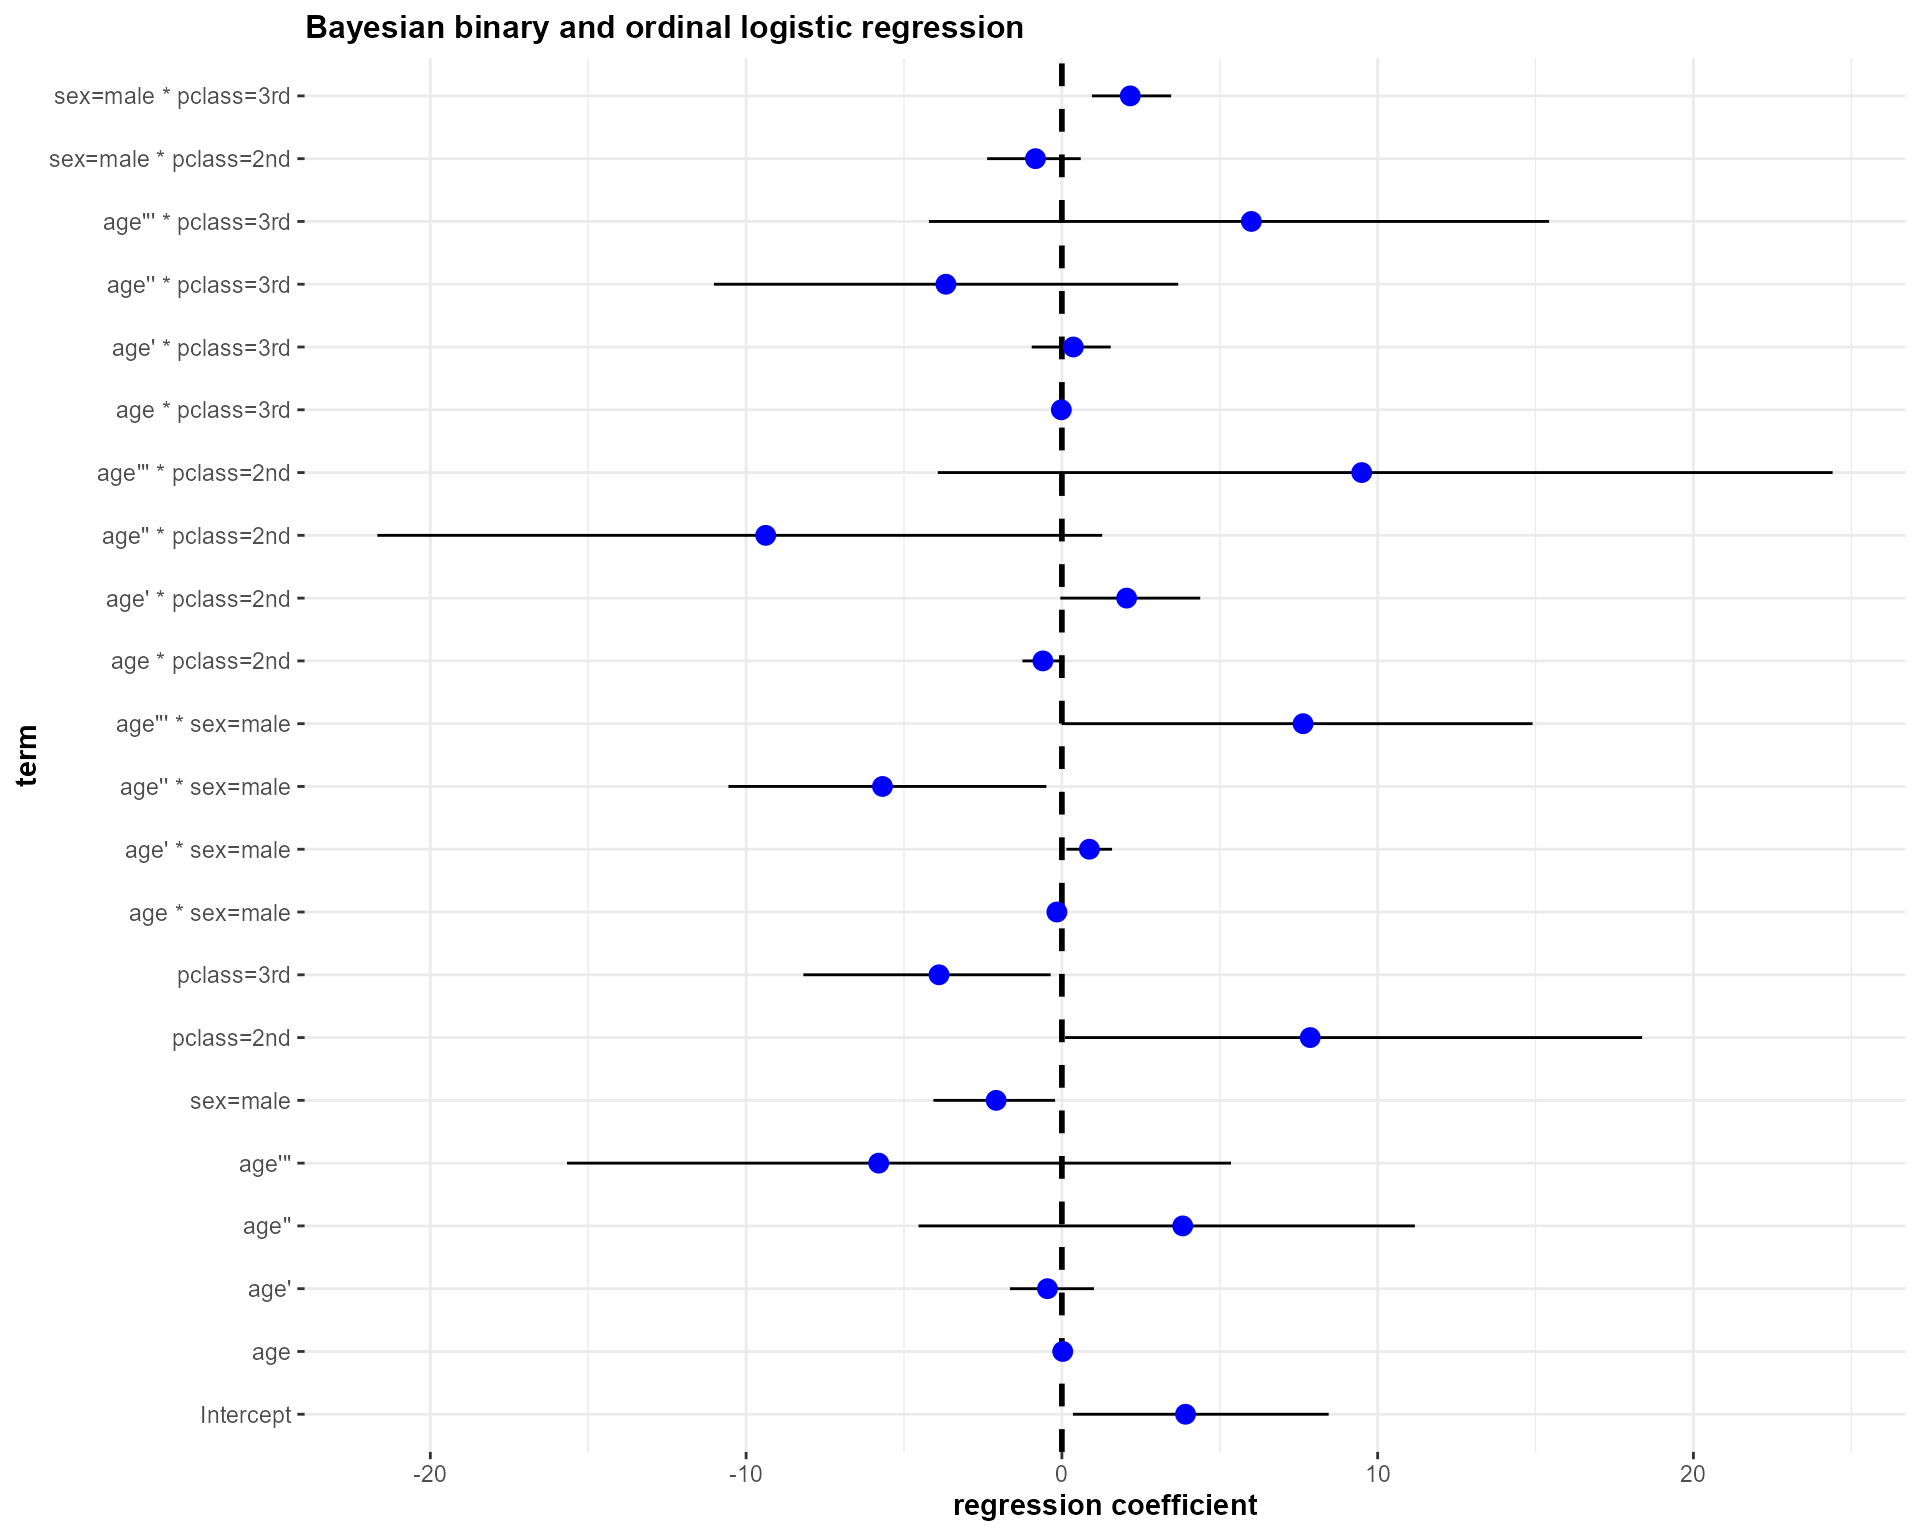 Bayesian binary and ordinal logistic regression
sex=male * pclass=3rd
sex=male * pclass=2nd
age''' * pclass=3rd
age'' * pclass=3rd
age' * pclass=3rd
age * pclass=3rd
age''' * pclass=2nd
age'' * pclass=2nd
age' * pclass=2nd
age * pclass=2nd
age''' * sex=male
age'' * sex=male
age' * sex=male
age * sex=male
pclass=3rd
pclass=2nd
sex=male
age'''
age''
age'
age
Intercept
term
-20 -10 0 10 20
regression coefficient